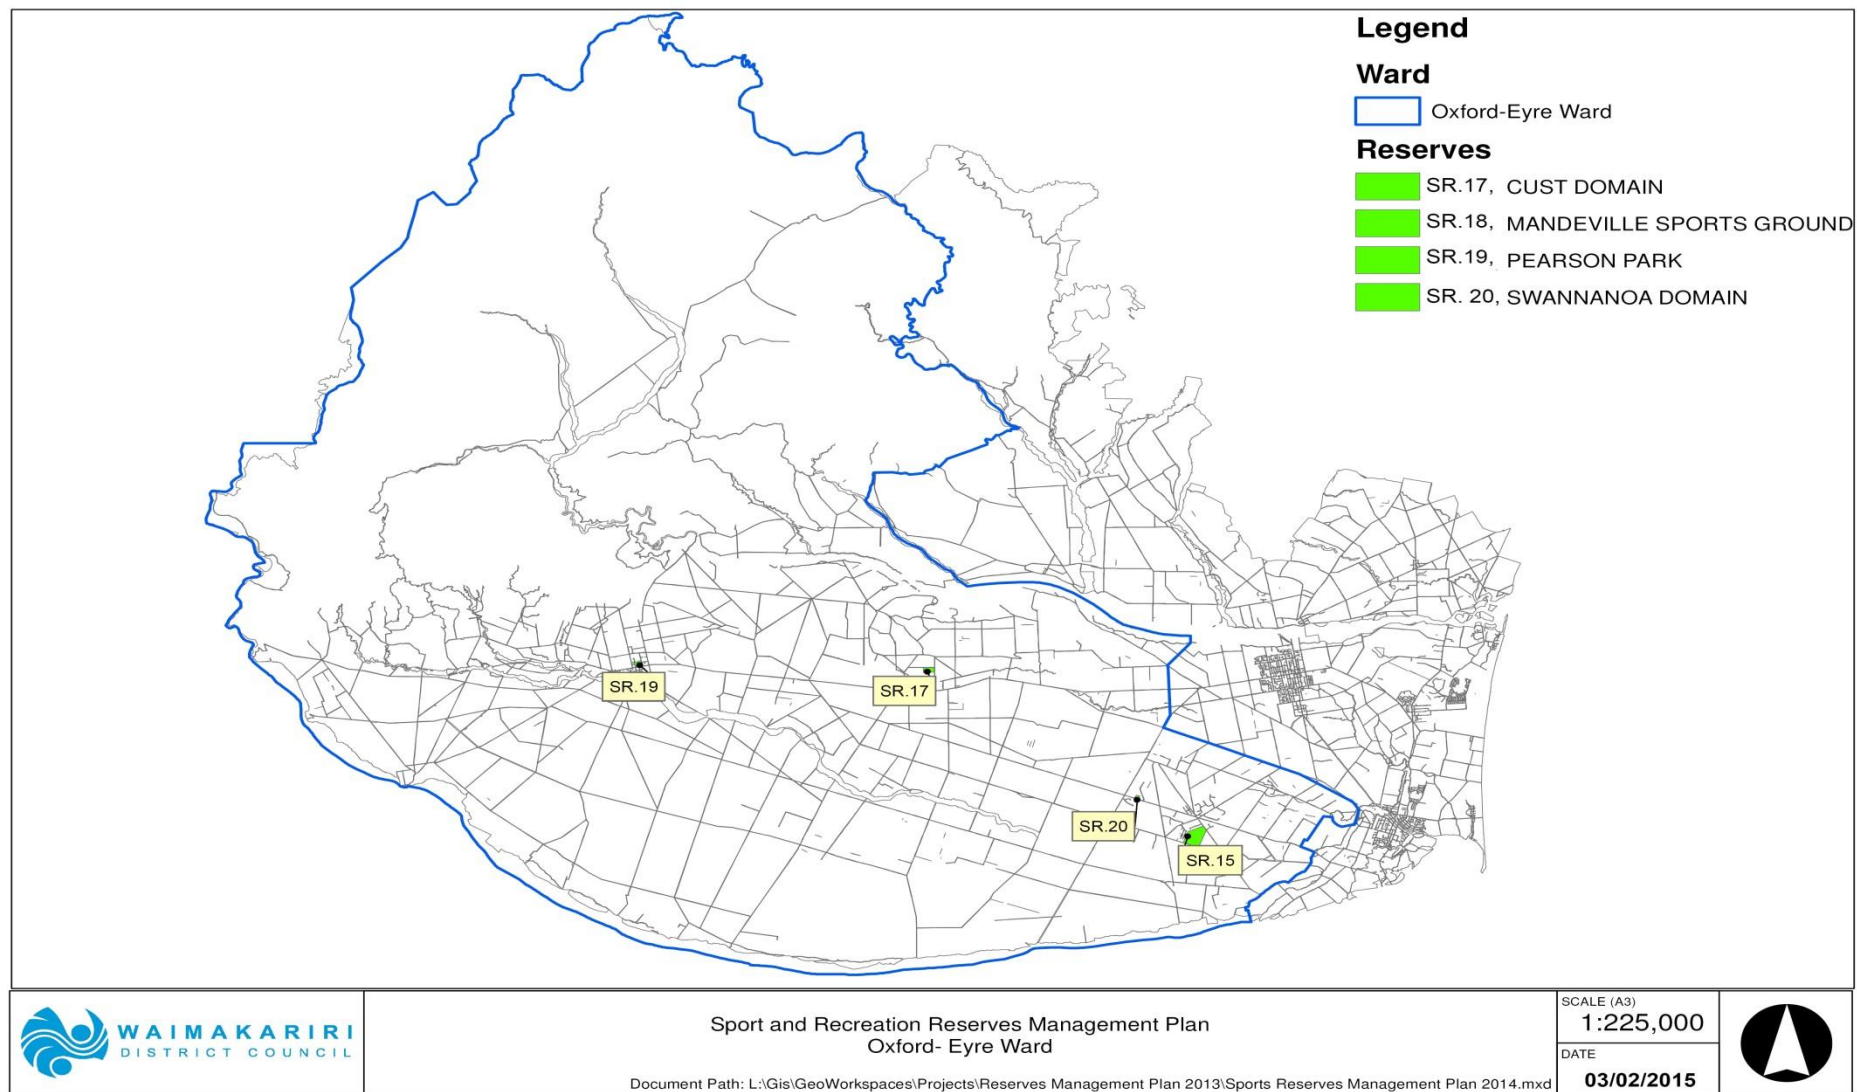 Legend
Ward
Oxford-Eyre Ward
Reserves
SR.17, CUST DOMAIN
SR.18, MANDEVILLE SPORTS GROUND
SR.19, PEARSON PARK
SR. 20, SWANNANOA DOMAIN
SR.19
SR.17
SR.20
SR.15
WAIMAKARIRI
DISTRICT COUNCIL
Sport and Recreation Reserves Management Plan
Oxford- Eyre Ward
Document Path: L:\Gis\GeoWorkspaces\Projects\Reserves Management Plan 2013\Sports Reserves Management Plan 2014.mxd
SCALE (A3)
1:225,000
DATE
03/02/2015